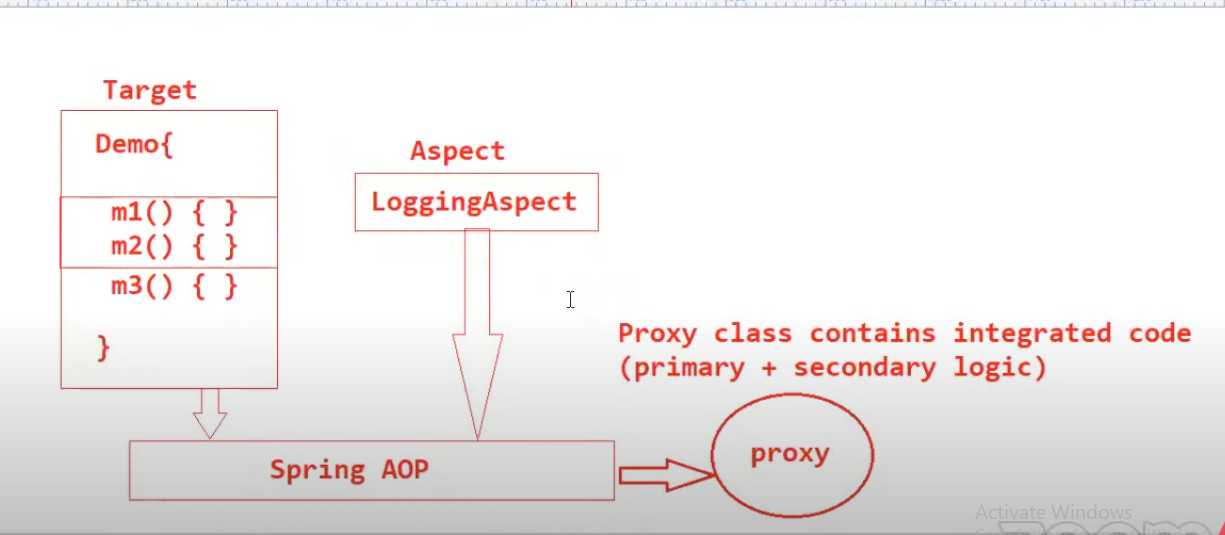 Target
Demo{
m1() { }
m2() { }
m3() { }
}
Aspect
LoggingAspect
Proxy class contains integrated code
(primary + secondary logic)
Spring AOP
proxy
Activate Windows
zoom